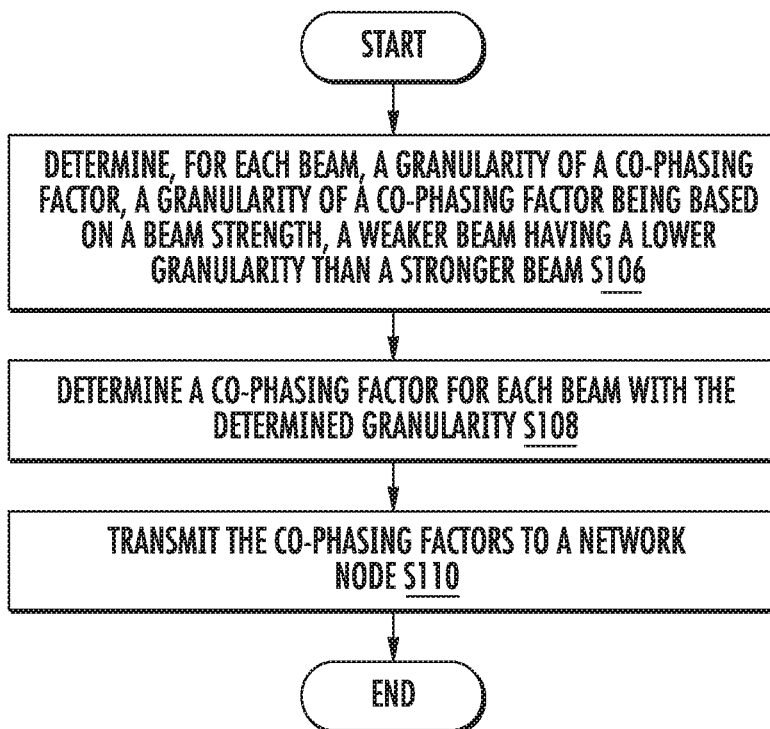 START
DETERMINE, FOR EACH BEAM, A GRANULARITY OF A CO-PHASING
FACTOR, A GRANULARITY OF A CO-PHASING FACTOR BEING BASED
ON A BEAM STRENGTH, A WEAKER BEAM HAVING A LOWER
GRANULARITY THAN A STRONGER BEAM S106
DETERMINE A CO-PHASING FACTOR FOR EACH BEAM WITH THE
DETERMINED GRANULARITY S108
TRANSMIT THE CO-PHASING FACTORS TO A NETWORK
NODE S110
END